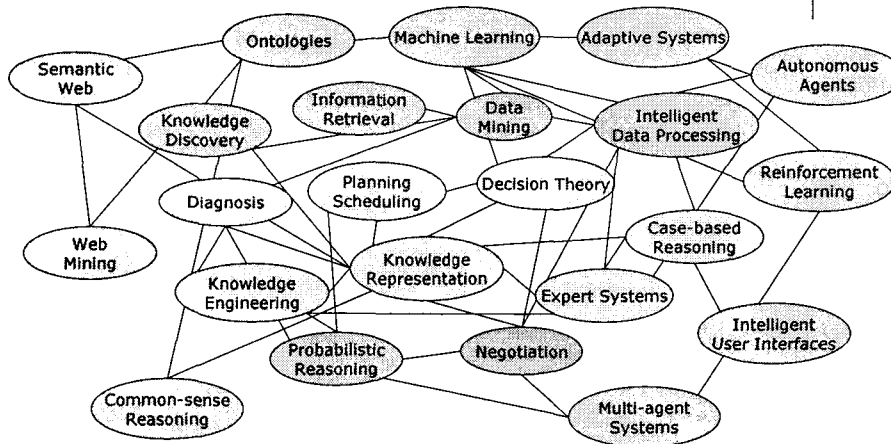 Ontologies
Machine Learning
Adaptive Systems
Semantic
Web
Autonomous
Agents
Information
Retrieval
Data
Mining
Intelligent
Data Processing
Knowledge
Discovery
Reinforcement
Learning
Diagnosis
Planning
Scheduling
Decision Theory
Case-based
Reasoning
Web
Mining
Knowledge
Engineering
Knowledge
Representation
Expert Systems
Intelligent
User Interfaces
Probabilistic
Reasoning
Negotiation
Common-sense
Reasoning
Multi-agent
Systems